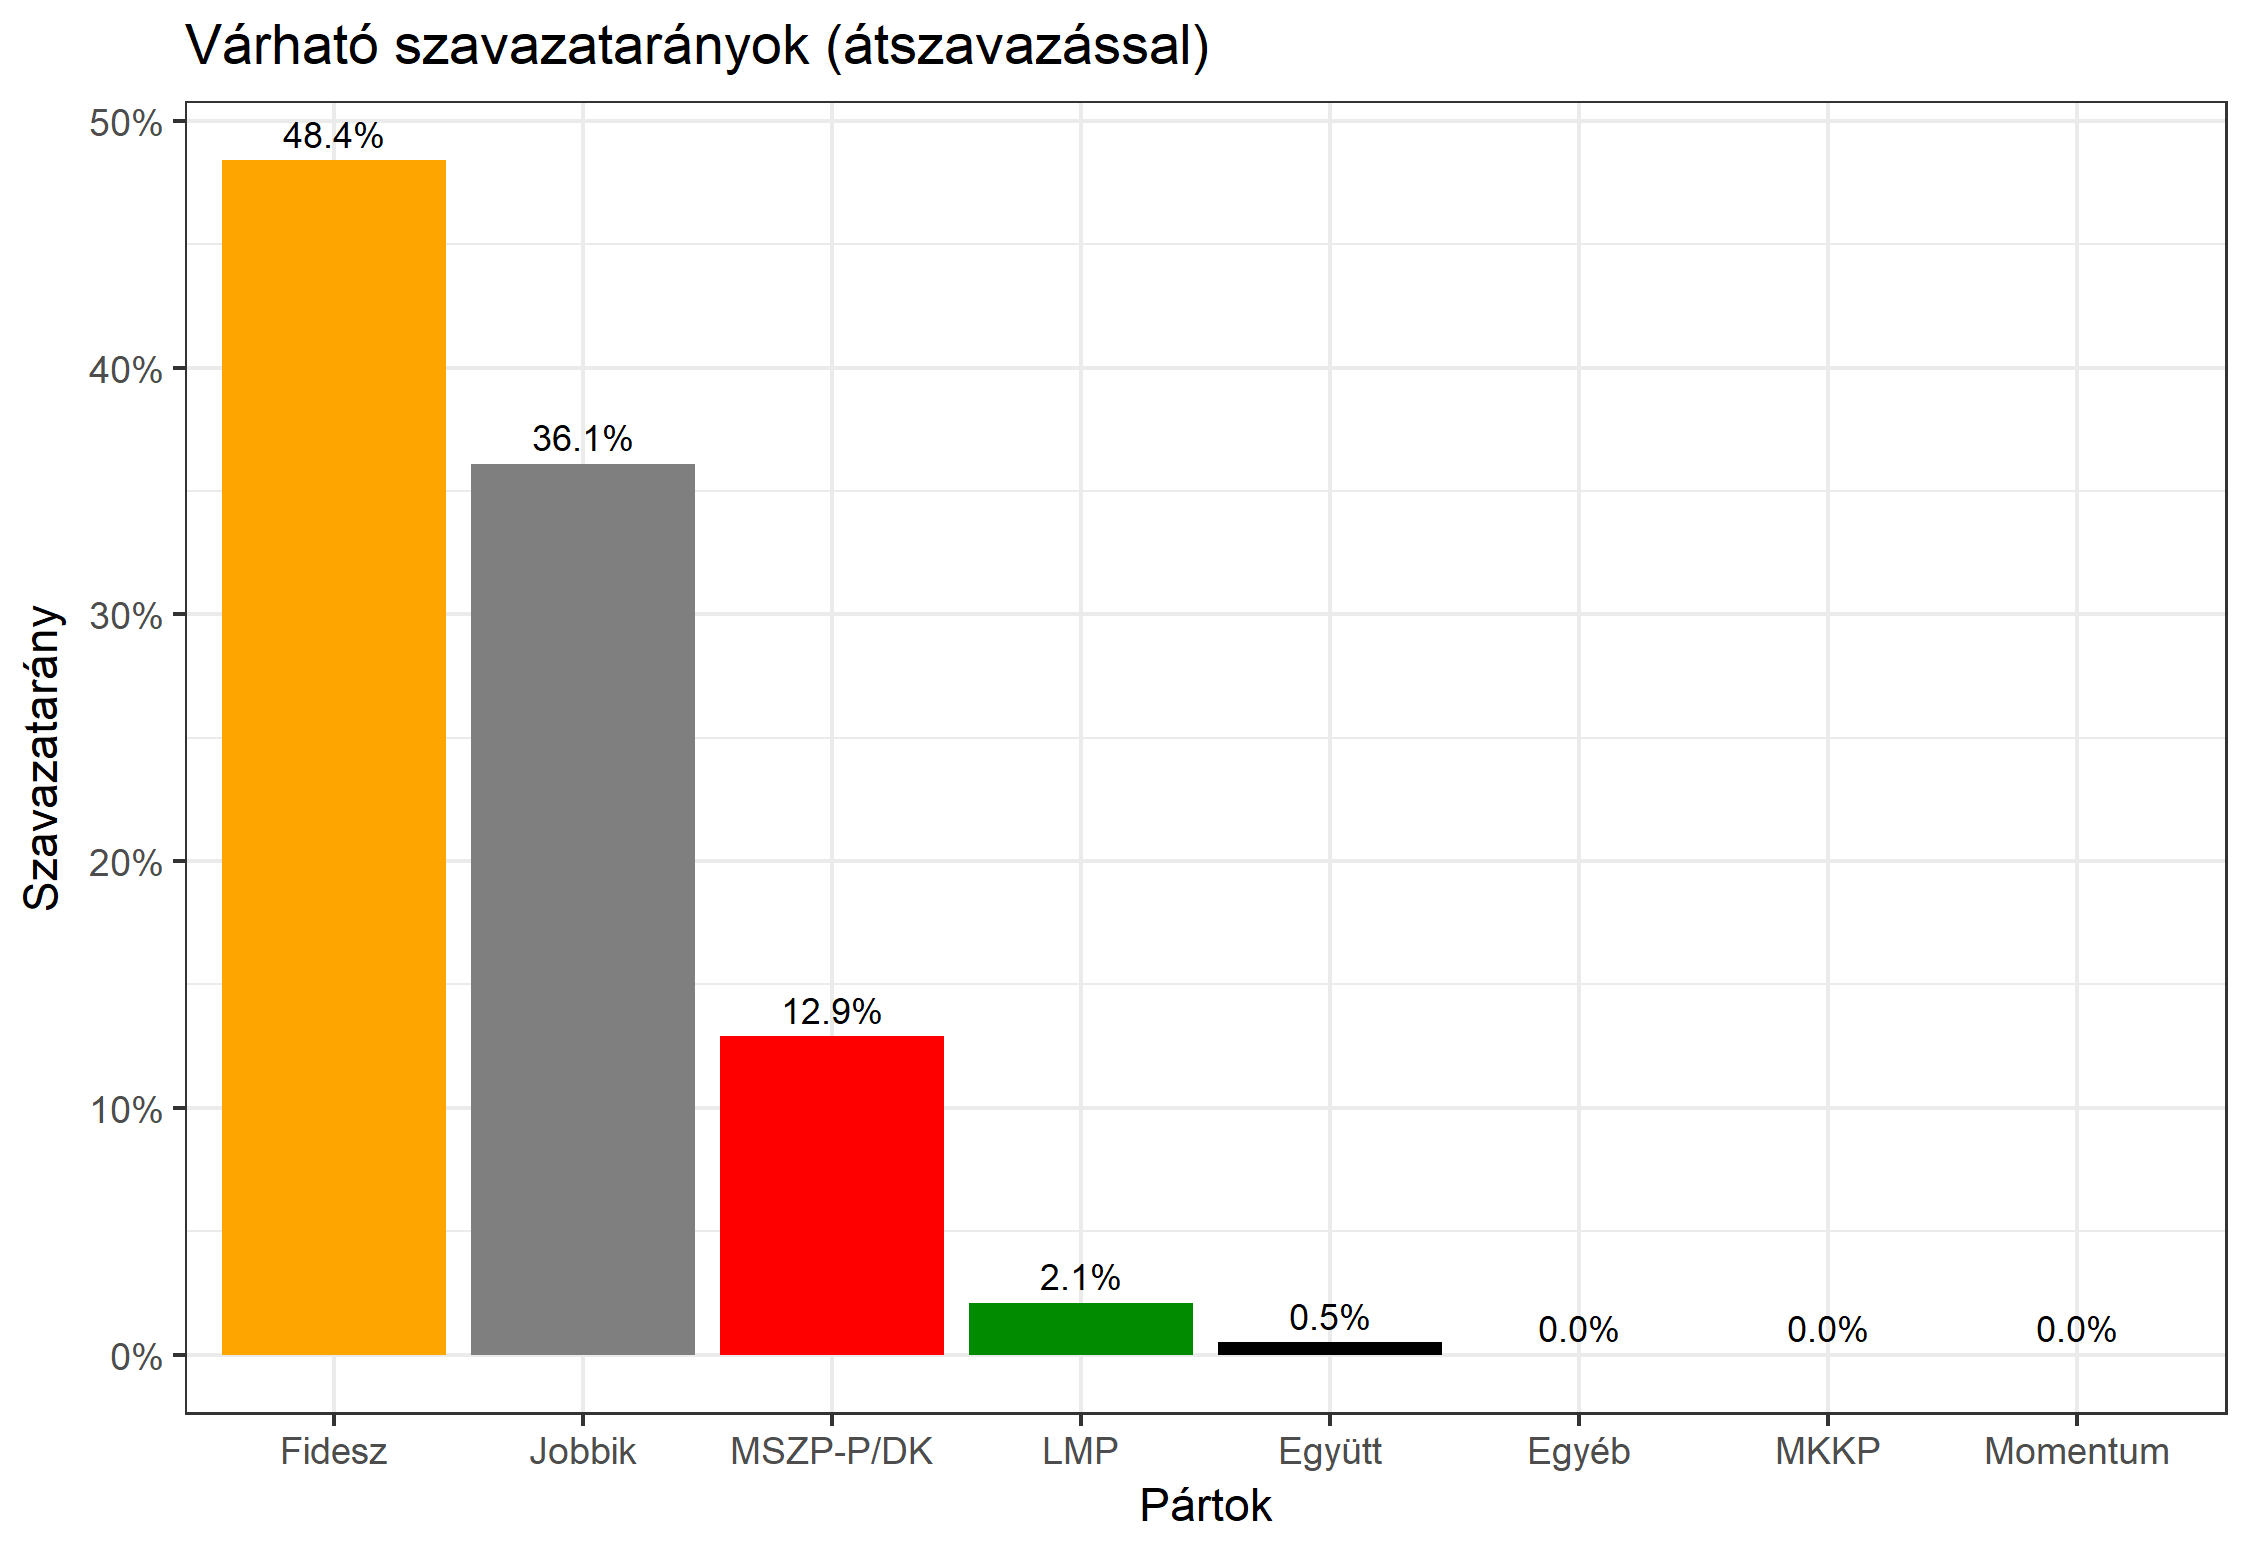 Várható szavazatarányok (átszavazással)
Szavazatarány
50%
40%
30%
20%
10%
0%
48.4%
36.1%
12.9%
2.1%
0.5%
0.0%
0.0%
0.0%
Fidesz
Jobbik
MSZP-P/DK
LMP
Együtt
Egyéb
MKKP
Momentum
Pártok